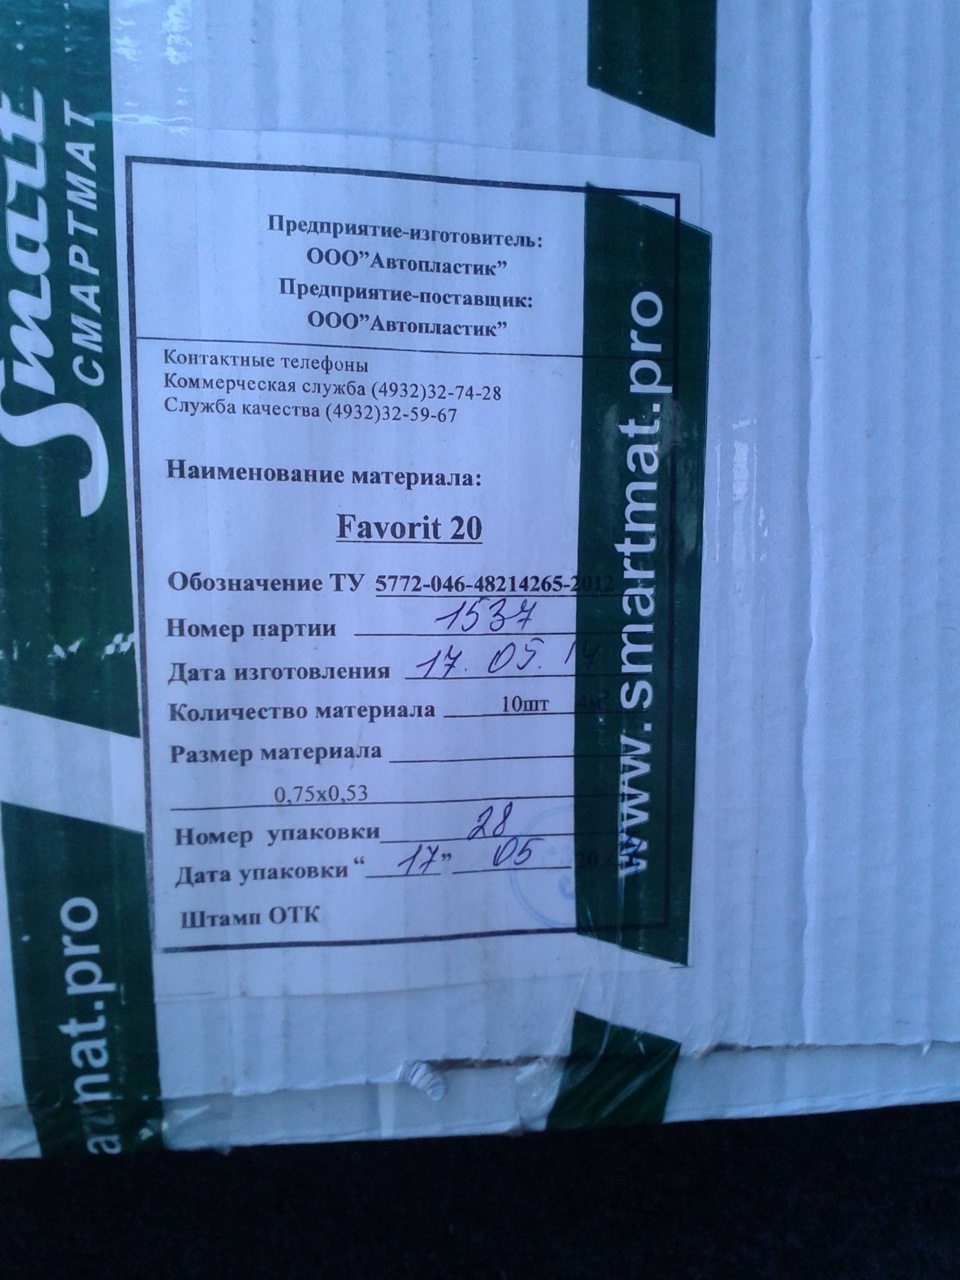 Smart
СМАРТМАТ
Предприятие-изготовитель:
ООО”Автопластик”
Предприятие-поставщик:
ООО”Автопластик”
Контактные телефоны
Коммерческая служба (4932)32-74-28
Служба качества (4932)32-59-67
Наименование материала:
Favorit 20
Обозначение ТУ 5772-046-48214265-2012
Номер партии 1537
Дата изготовления 17. 05. 14
Количество материала 10шт 4м²
Размер материала
0,75х0,53
Номер упаковки 28
Дата упаковки “ 17 ” 05
Штамп ОТК
www.smartmat.pro
azmat.pro